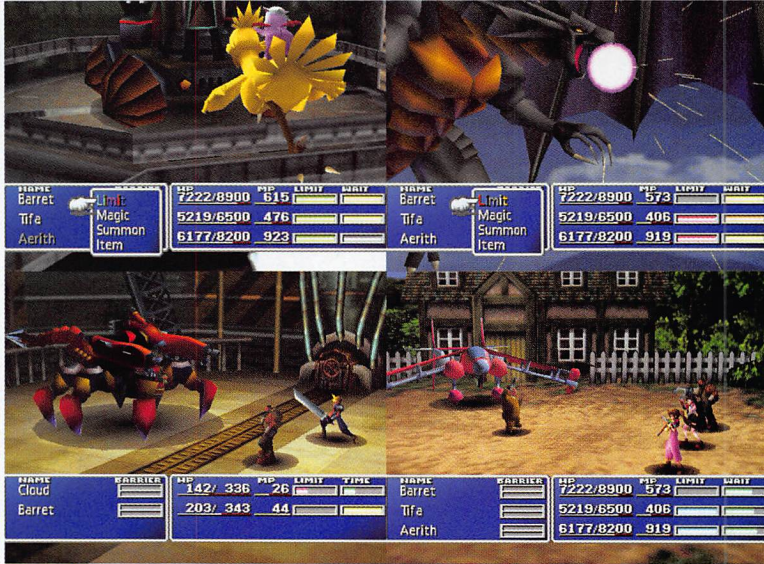 NAME BARRIER HP MP LIMIT WAIT
Barret Limit 7222/8900 615
Tifa Magic 5219/6500 476
Aerith Summon 6177/8200 923
Item
NAME BARRIER HP MP LIMIT WAIT
Barret Limit 7222/8900 573
Tifa Magic 5219/6500 406
Aerith Summon 6177/8200 919
Item
NAME BARRIER HP MP LIMIT TIME
Cloud 142/ 336 26
Barret 203/ 343 44
NAME BARRIER HP MP LIMIT WAIT
Barret 7222/8900 573
Tifa 5219/6500 406
Aerith 6177/8200 919